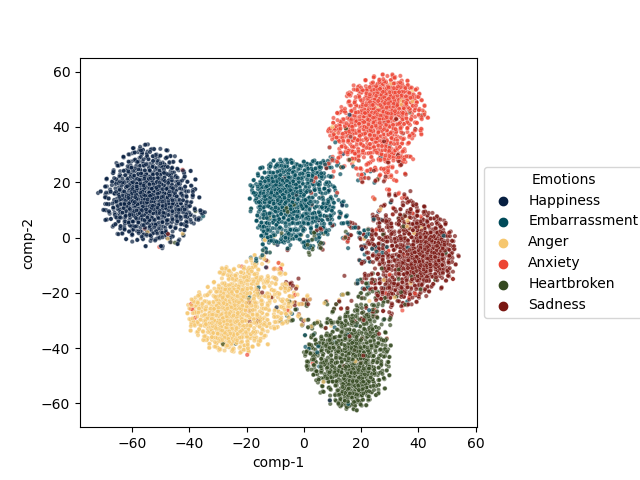 60
40
20
0
−20
−40
−60
comp-2
−60
−40
−20
0
20
40
60
comp-1
Emotions
Happiness
Embarrassment
Anger
Anxiety
Heartbroken
Sadness